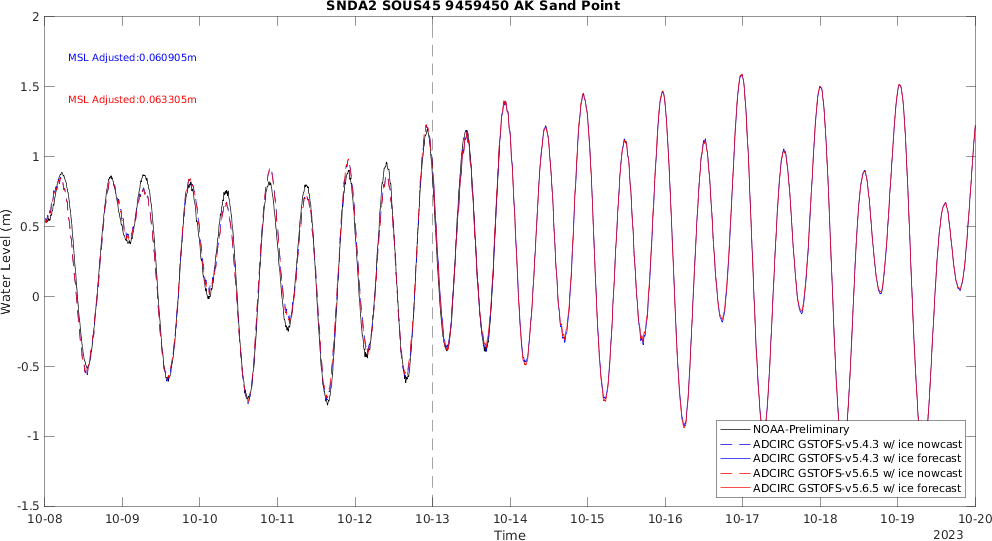 SNDA2 SOUS45 9459450 AK Sand Point
MSL Adjusted:0.060905m
MSL Adjusted:0.063305m
Water Level (m)
2
1.5
1
0.5
0
-0.5
-1
-1.5
NOAA-Preliminary
ADCIRC GSTOFS-v5.4.3 w/ ice nowcast
ADCIRC GSTOFS-v5.4.3 w/ ice forecast
ADCIRC GSTOFS-v5.6.5 w/ ice nowcast
ADCIRC GSTOFS-v5.6.5 w/ ice forecast
10-08 10-09 10-10 10-11 10-12 10-13 10-14 10-15 10-16 10-17 10-18 10-19 10-20
Time
2023